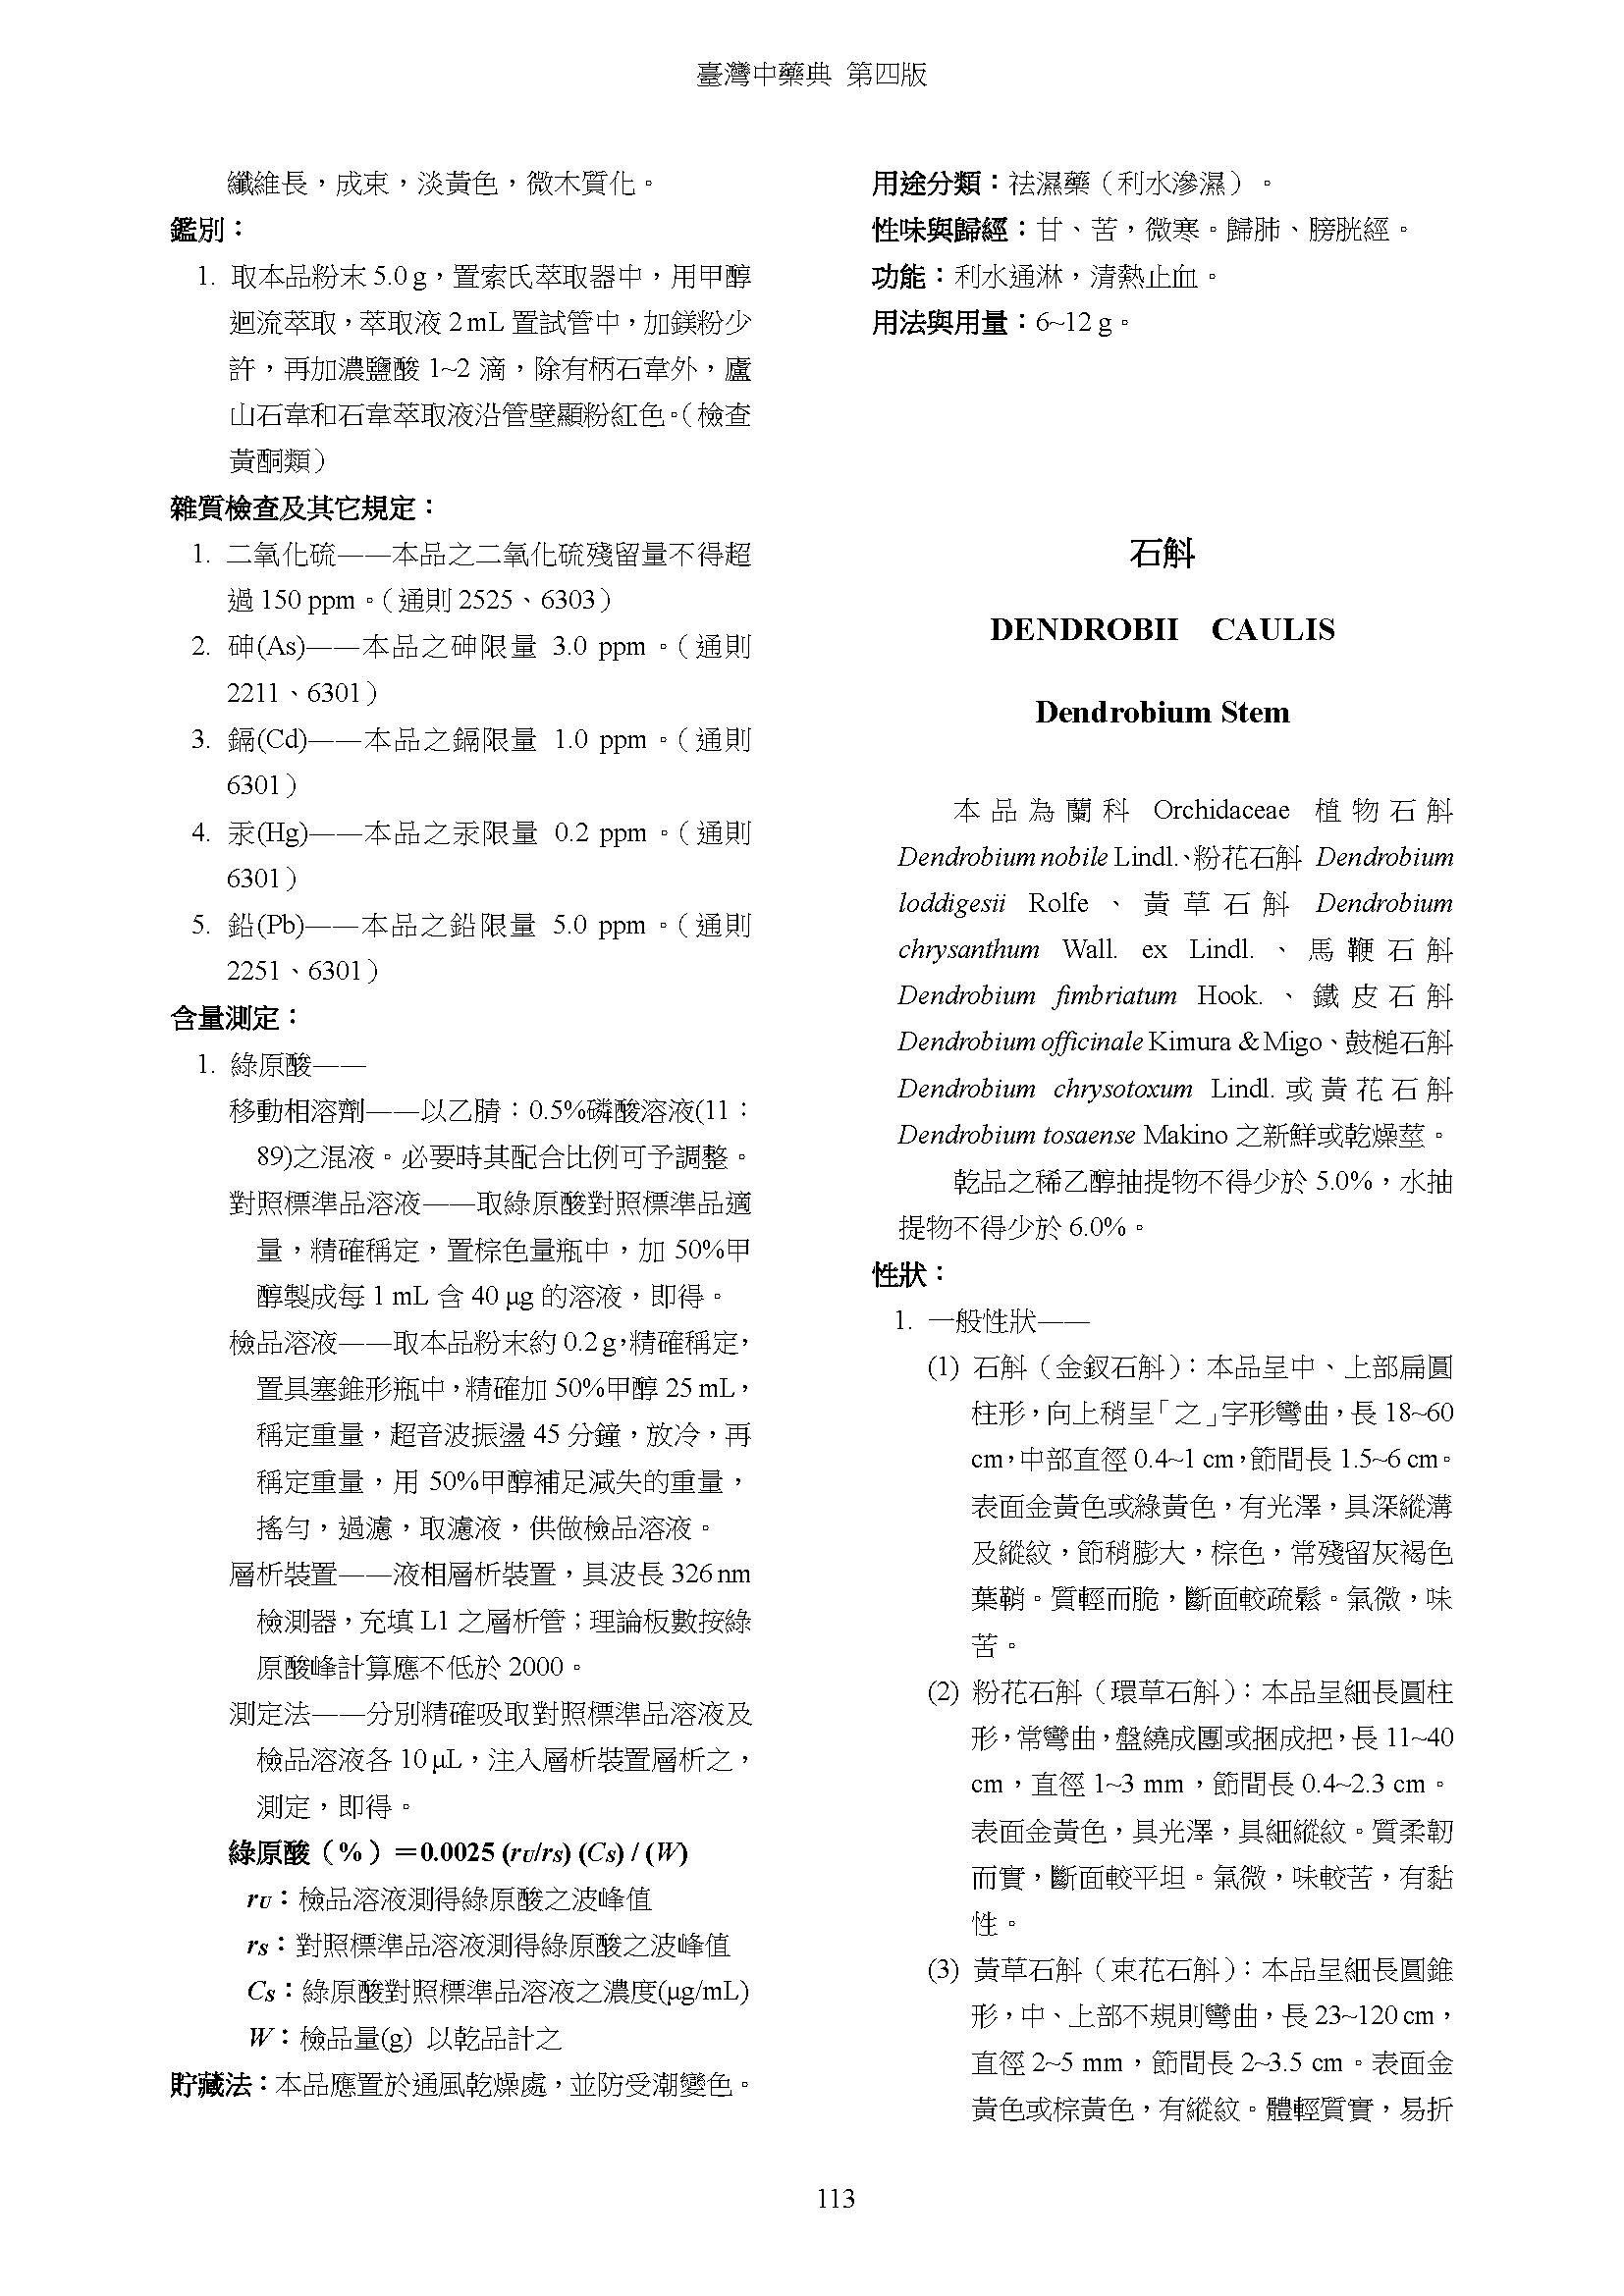 臺灣中藥典 第四版
纖維長，成束，淡黃色，微木質化。
鑑別：
1. 取本品粉末 5.0 g，置索氏萃取器中，用甲醇
迴流萃取，萃取液 2 mL 置試管中，加鎂粉少
許，再加濃鹽酸 1~2 滴，除有柄石韋外，廬
山石韋和石韋萃取液沿管壁顯粉紅色。（檢查
黃酮類）
雜質檢查及其它規定：
1. 二氧化硫——本品之二氧化硫殘留量不得超
過 150 ppm。（通則 2525、6303）
2. 砷(As)——本品之砷限量 3.0 ppm。（通則
2211、6301）
3. 鎘(Cd)——本品之鎘限量 1.0 ppm。（通則
6301）
4. 汞(Hg)——本品之汞限量 0.2 ppm。（通則
6301）
5. 鉛(Pb)——本品之鉛限量 5.0 ppm。（通則
2251、6301）
含量測定：
1. 綠原酸——
移動相溶劑——以乙腈：0.5%磷酸溶液(11：
89)之混液。必要時其配合比例可予調整。
對照標準品溶液——取綠原酸對照標準品適
量，精確稱定，置棕色量瓶中，加 50%甲
醇製成每 1 mL 含 40 μg 的溶液，即得。
檢品溶液——取本品粉末約 0.2 g，精確稱定，
置具塞錐形瓶中，精確加 50%甲醇 25 mL，
稱定重量，超音波振盪 45 分鐘，放冷，再
稱定重量，用 50%甲醇補足減失的重量，
搖勻，過濾，取濾液，供做檢品溶液。
層析裝置——液相層析裝置，具波長 326 nm
檢測器，充填 L1 之層析管；理論板數按綠
原酸峰計算應不低於 2000。
測定法——分別精確吸取對照標準品溶液及
檢品溶液各 10 μL，注入層析裝置層析之，
測定，即得。
綠原酸（%）＝0.0025 (rU/rS) (CS) / (W)
rU：檢品溶液測得綠原酸之波峰值
rS：對照標準品溶液測得綠原酸之波峰值
CS：綠原酸對照標準品溶液之濃度(μg/mL)
W：檢品量(g) 以乾品計之
貯藏法：本品應置於通風乾燥處，並防受潮變色。
用途分類：祛濕藥（利水滲濕）。
性味與歸經：甘、苦，微寒。歸肺、膀胱經。
功能：利水通淋，清熱止血。
用法與用量：6~12 g。
石斛
DENDROBII CAULIS
Dendrobium Stem
本品為蘭科 Orchidaceae 植物石斛
Dendrobium nobile Lindl.、粉花石斛 Dendrobium
loddigesii Rolfe、黃草石斛 Dendrobium
chrysanthum Wall. ex Lindl.、馬鞭石斛
Dendrobium fimbriatum Hook.、鐵皮石斛
Dendrobium officinale Kimura & Migo、鼓槌石斛
Dendrobium chrysotoxum Lindl. 或黃花石斛
Dendrobium tosaense Makino 之新鮮或乾燥莖。
乾品之稀乙醇抽提物不得少於 5.0%，水抽
提物不得少於 6.0%。
性狀：
1. 一般性狀——
(1) 石斛（金釵石斛）：本品呈中、上部扁圓
柱形，向上稍呈「之」字形彎曲，長 18~60
cm，中部直徑 0.4~1 cm，節間長 1.5~6 cm。
表面金黃色或綠黃色，有光澤，具深縱溝
及縱紋，節稍膨大，棕色，常殘留灰褐色
葉鞘。質輕而脆，斷面較疏鬆。氣微，味
苦。
(2) 粉花石斛（環草石斛）：本品呈細長圓柱
形，常彎曲，盤繞成團或捆成把，長 11~40
cm，直徑 1~3 mm，節間長 0.4~2.3 cm。
表面金黃色，具光澤，具細縱紋。質柔韌
而實，斷面較平坦。氣微，味較苦，有黏
性。
(3) 黃草石斛（束花石斛）：本品呈細長圓錐
形，中、上部不規則彎曲，長 23~120 cm，
直徑 2~5 mm，節間長 2~3.5 cm。表面金
黃色或棕黃色，有縱紋。體輕質實，易折
113